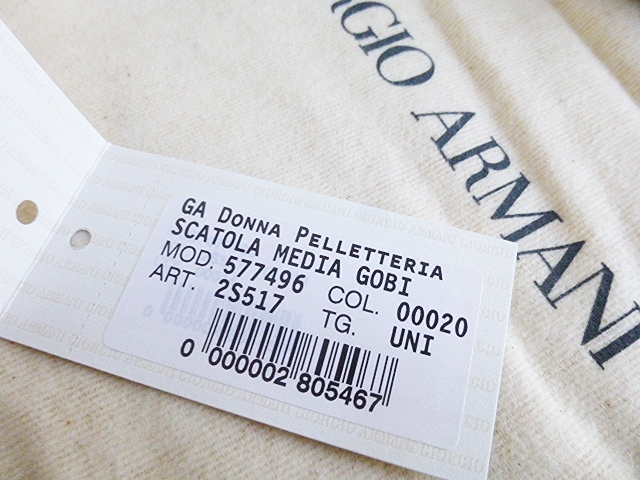 GIO ARMANI
GA DONNA PELLETTERIA
SCATOLA MEDIA GOBI
MOD. 577496 COL. 00020
ART. 2S517 TG. UNI
0 000002 805467